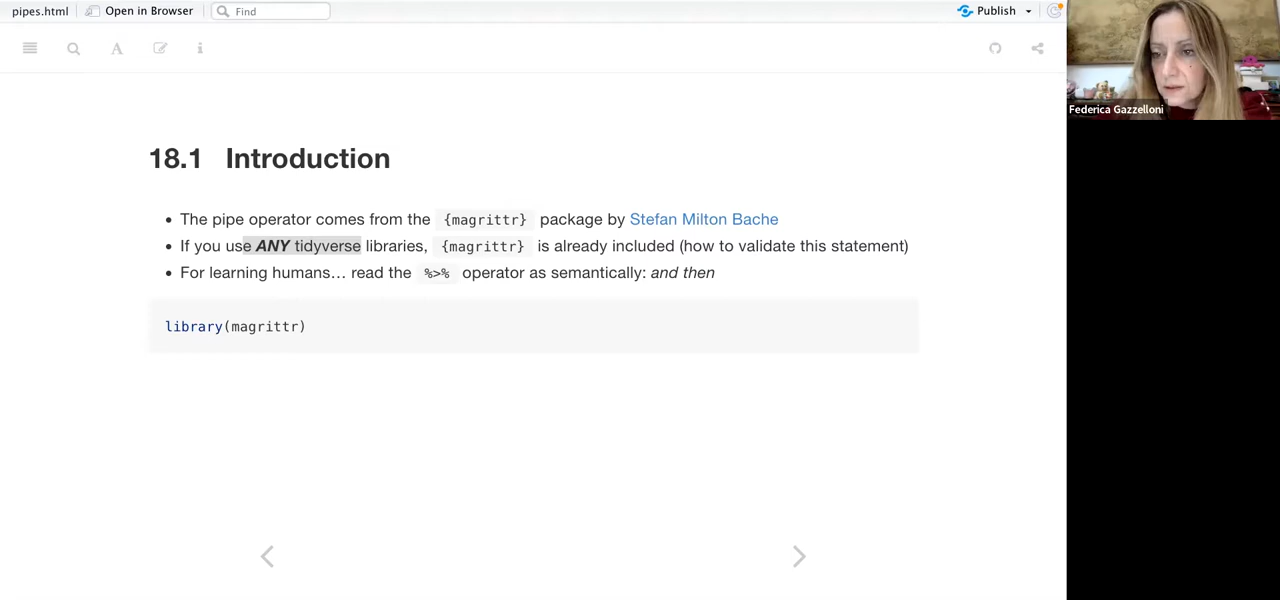 pipes.html Open in Browser Find Publish
18.1 Introduction
The pipe operator comes from the {magrittr} package by Stefan Milton Bache
If you use ANY tidyverse libraries, {magrittr} is already included (how to validate this statement)
For learning humans… read the %>% operator as semantically: and then
library(magrittr)
Federica Gazzelloni